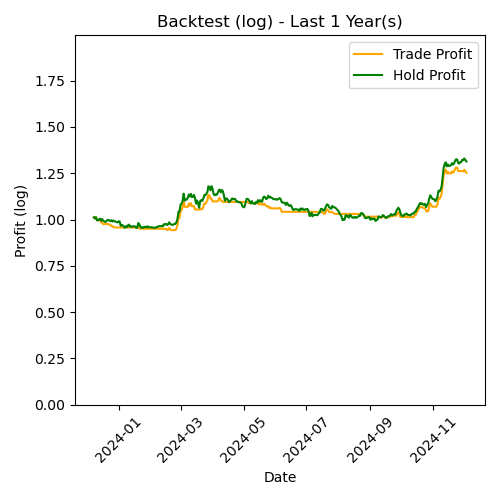 Backtest (log) - Last 1 Year(s)
Trade Profit
Hold Profit
Profit (log)
1.75
1.50
1.25
1.00
0.75
0.50
0.25
0.00
2024-01
2024-03
2024-05
2024-07
2024-09
2024-11
Date